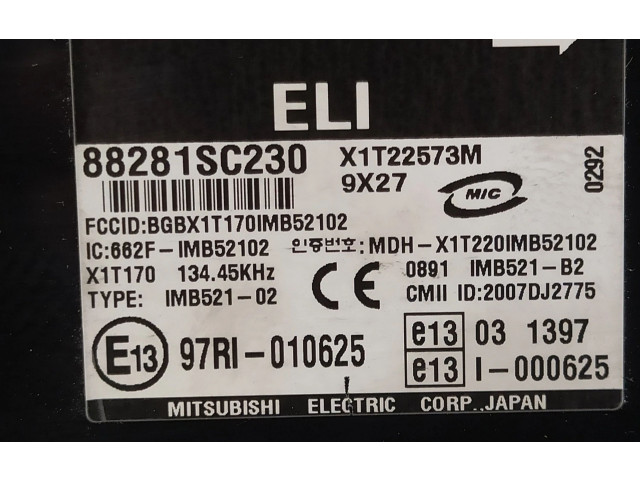 ELI
88281SC230 X1T22573M
9X27 MIC 0292
FCCID:BGBX1T170IMB52102
IC:662F-IMB52102 인증번호:MDH-X1T220IMB52102
X1T170 134.45KHz CE 0891 IMB521-B2
TYPE: IMB521-02 CMII ID:2007DJ2775
E13 97RI-010625 e13 03 1397
e13 I-000625
MITSUBISHI ELECTRIC CORP.,JAPAN